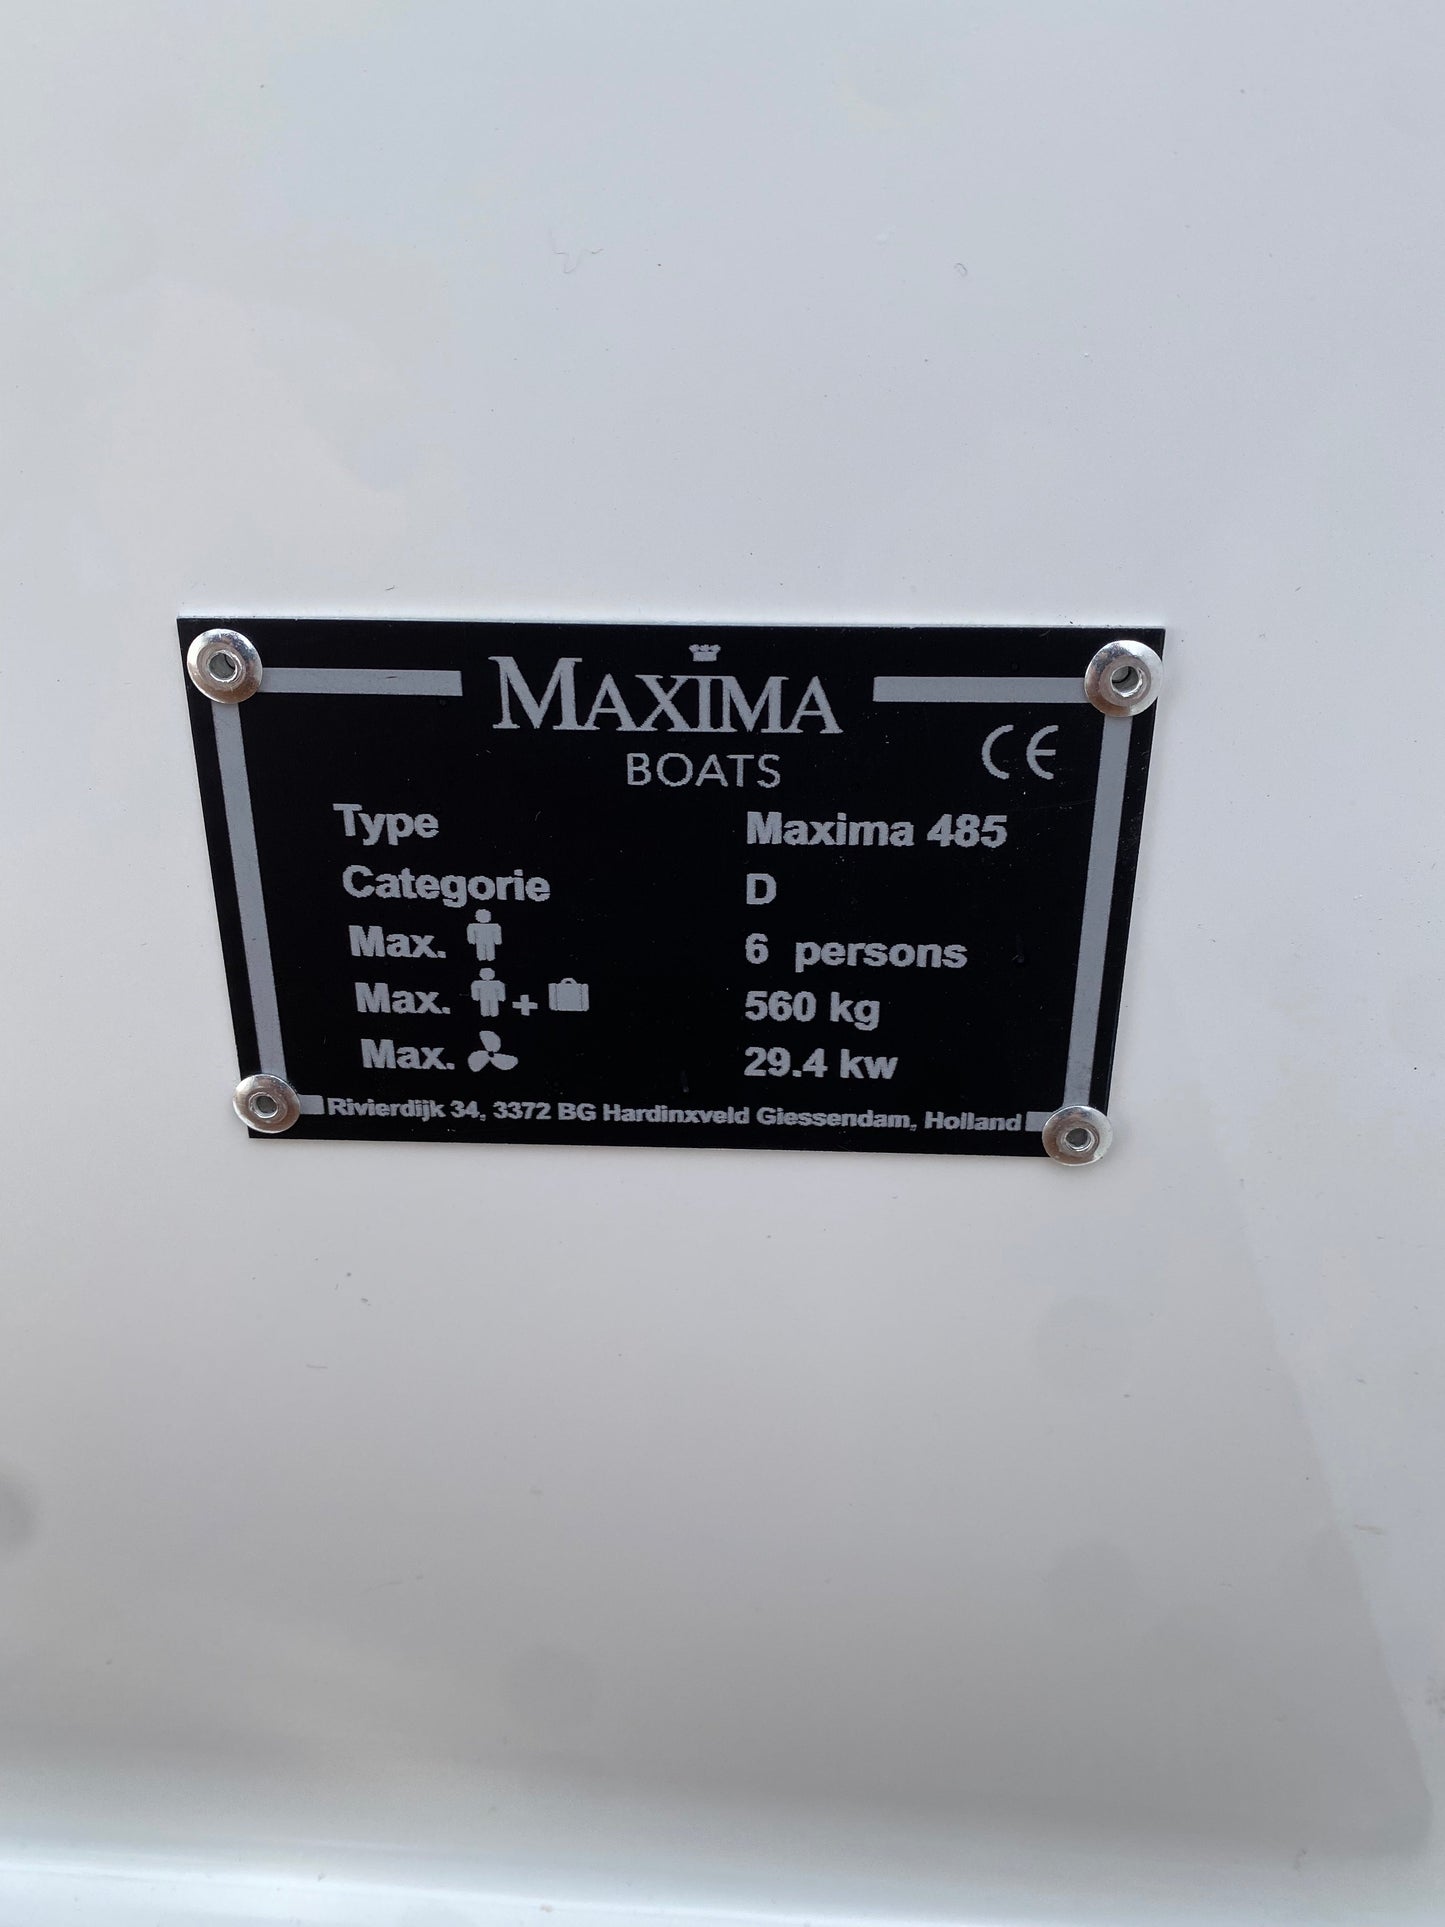 MAXIMA
BOATS
CE
Type Maxima 485
Categorie D
Max. 6 persons
Max. + 560 kg
Max. 29.4 kw
Rivierdijk 34, 3372 BG Hardinxveld Giessendam, Holland